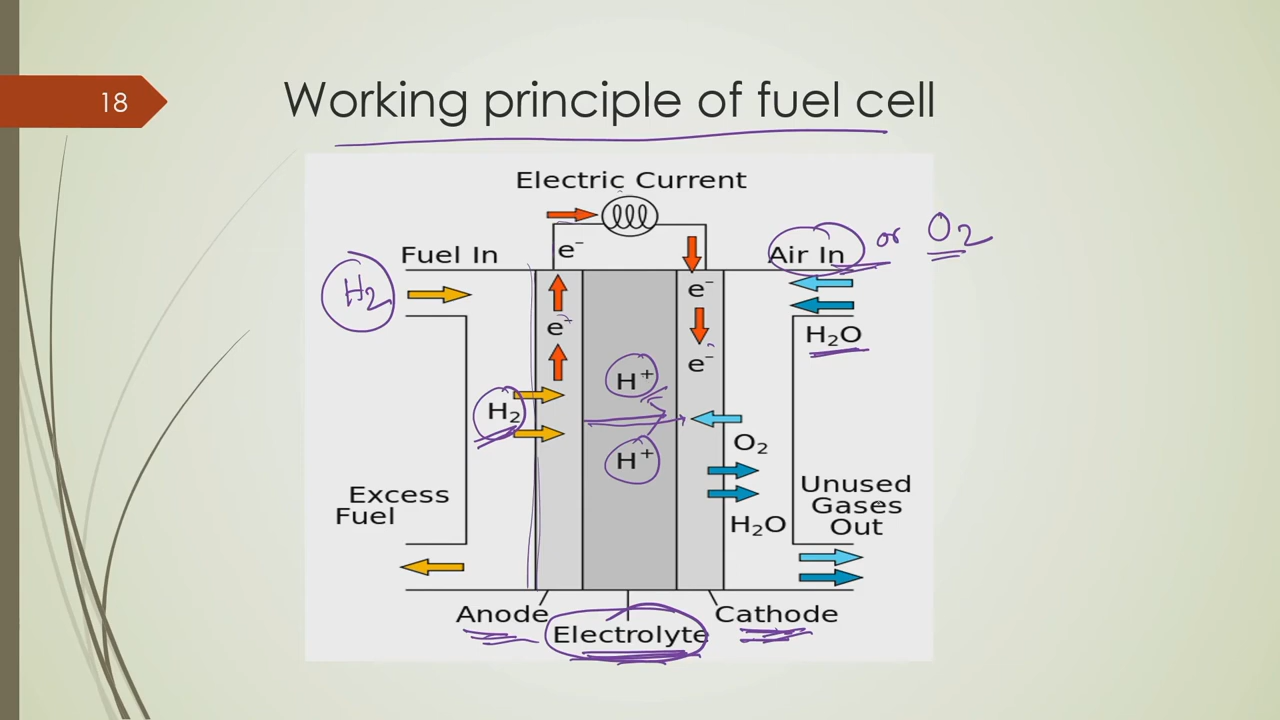 18
Working principle of fuel cell
Electric Current
e⁻
Fuel In
Air In or O₂
H₂
e⁻
H₂O
e⁻
e⁻
H⁺
H₂
O₂
H⁺
Excess
Fuel
Unused
Gases
Out
H₂O
Anode
Cathode
Electrolyte